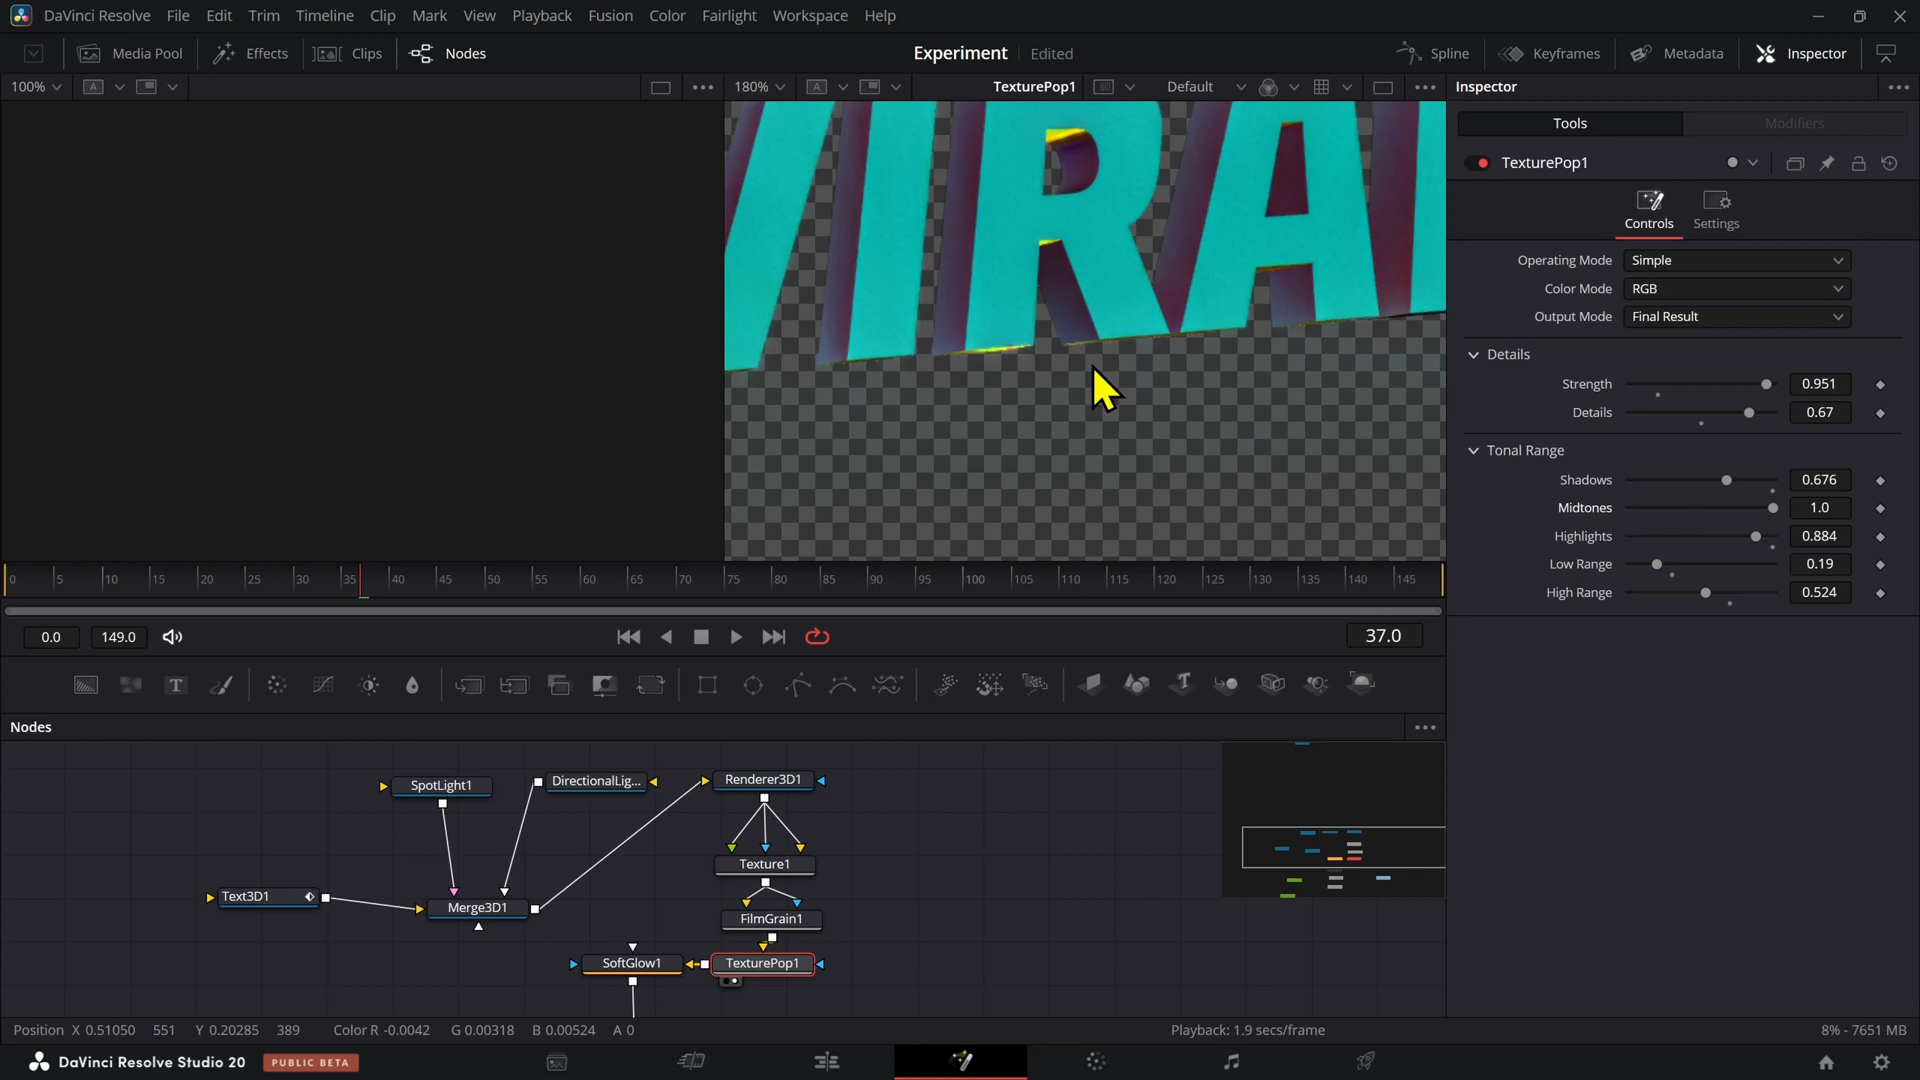 DaVinci Resolve File Edit Trim Timeline Clip Mark View Playback Fusion Color Fairlight Workspace Help
Media Pool Effects Clips Nodes Experiment Edited Spline Keyframes Metadata Inspector
100% A 180% A TexturePop1 Default Inspector
Tools Modifiers
VIRAL
TexturePop1
Controls Settings
Operating Mode Simple
Color Mode RGB
Output Mode Final Result
Details
Strength 0.951
Details 0.67
Tonal Range
Shadows 0.676
Midtones 1.0
Highlights 0.884
Low Range 0.19
High Range 0.524
0 5 10 15 20 25 30 35 40 45 50 55 60 65 70 75 80 85 90 95 100 105 110 115 120 125 130 135 140 145
0.0 149.0 37.0
T
Nodes
SpotLight1 DirectionalLig... Renderer3D1
Texture1
Text3D1 Merge3D1
FilmGrain1
SoftGlow1 TexturePop1
Position X 0.51050 551 Y 0.20285 389 Color R -0.0042 G 0.00318 B 0.00524 A 0 Playback: 1.9 secs/frame 8% - 7651 MB
DaVinci Resolve Studio 20 PUBLIC BETA